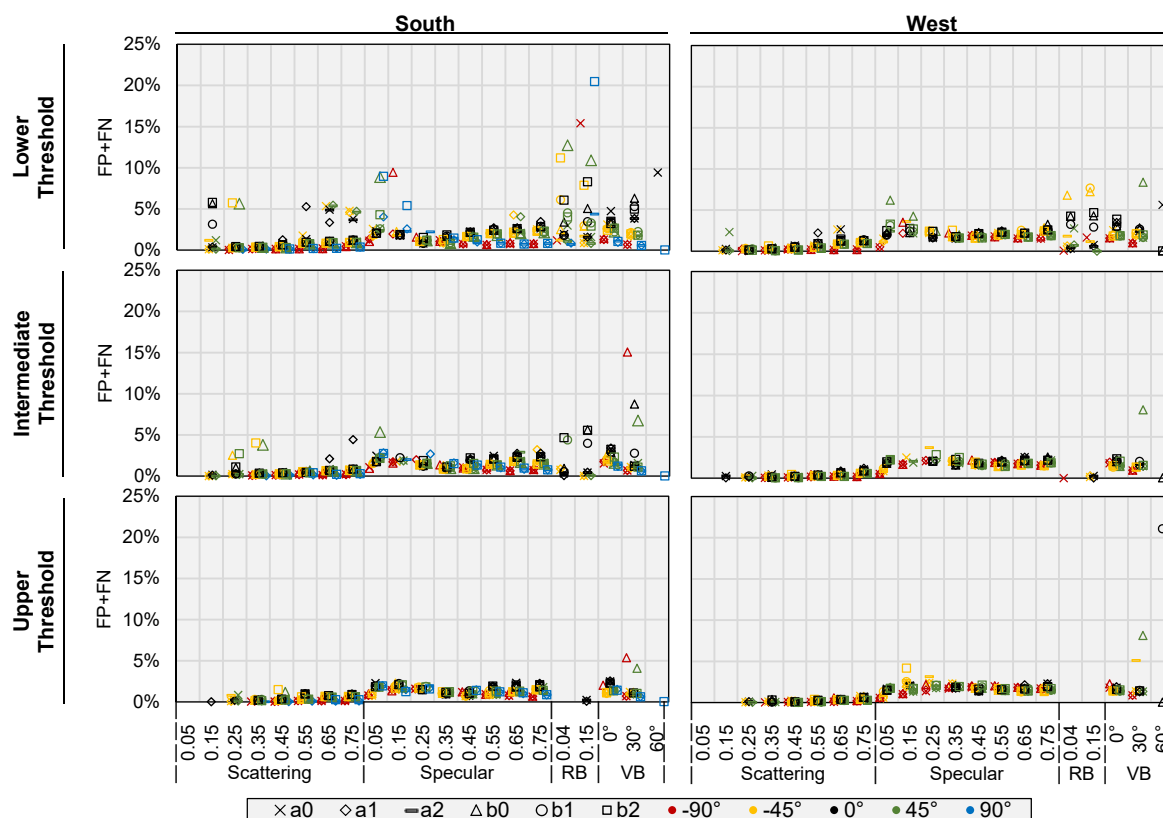 South West
Lower Threshold
FP+FN
25%
20%
15%
10%
5%
0%
Intermediate Threshold
FP+FN
25%
20%
15%
10%
5%
0%
Upper Threshold
FP+FN
25%
20%
15%
10%
5%
0%
0.05 0.15 0.25 0.35 0.45 0.55 0.65 0.75 0.05 0.15 0.25 0.35 0.45 0.55 0.65 0.75 0.04 0.15 0° 30° 60°
Scattering Specular RB VB
0.05 0.15 0.25 0.35 0.45 0.55 0.65 0.75 0.05 0.15 0.25 0.35 0.45 0.55 0.65 0.75 0.04 0.15 0° 30° 60°
Scattering Specular RB VB
a0 a1 a2 b0 b1 b2 -90° -45° 0° 45° 90°